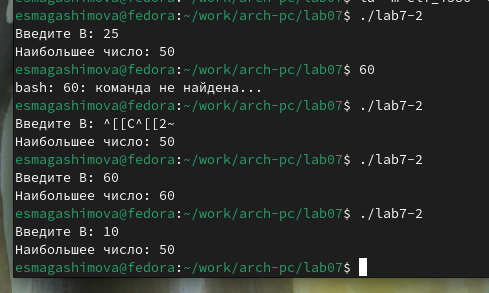 esmagashimova@fedora:~/work/arch-pc/lab07$ ./lab7-2
Введите B: 25
Наибольшее число: 50
esmagashimova@fedora:~/work/arch-pc/lab07$ 60
bash: 60: команда не найдена...
esmagashimova@fedora:~/work/arch-pc/lab07$ ./lab7-2
Введите B: ^[[C^[[2~
Наибольшее число: 50
esmagashimova@fedora:~/work/arch-pc/lab07$ ./lab7-2
Введите B: 60
Наибольшее число: 60
esmagashimova@fedora:~/work/arch-pc/lab07$ ./lab7-2
Введите B: 10
Наибольшее число: 50
esmagashimova@fedora:~/work/arch-pc/lab07$